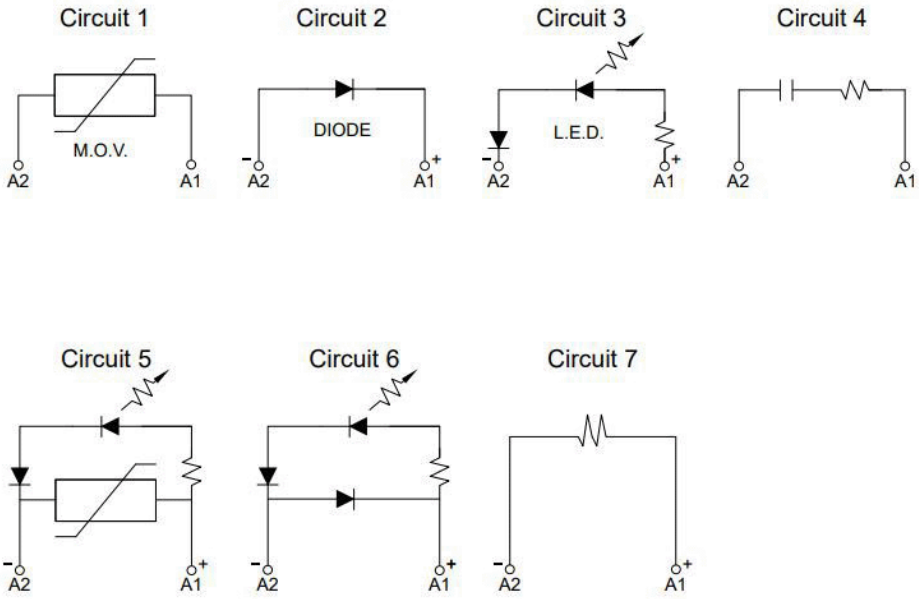 Circuit 1
Circuit 2
Circuit 3
Circuit 4
M.O.V.
DIODE
L.E.D.
A2
A1
- +
A2
A1
- +
A2
A1
A2
A1
Circuit 5
Circuit 6
Circuit 7
- +
A2
A1
- +
A2
A1
- +
A2
A1